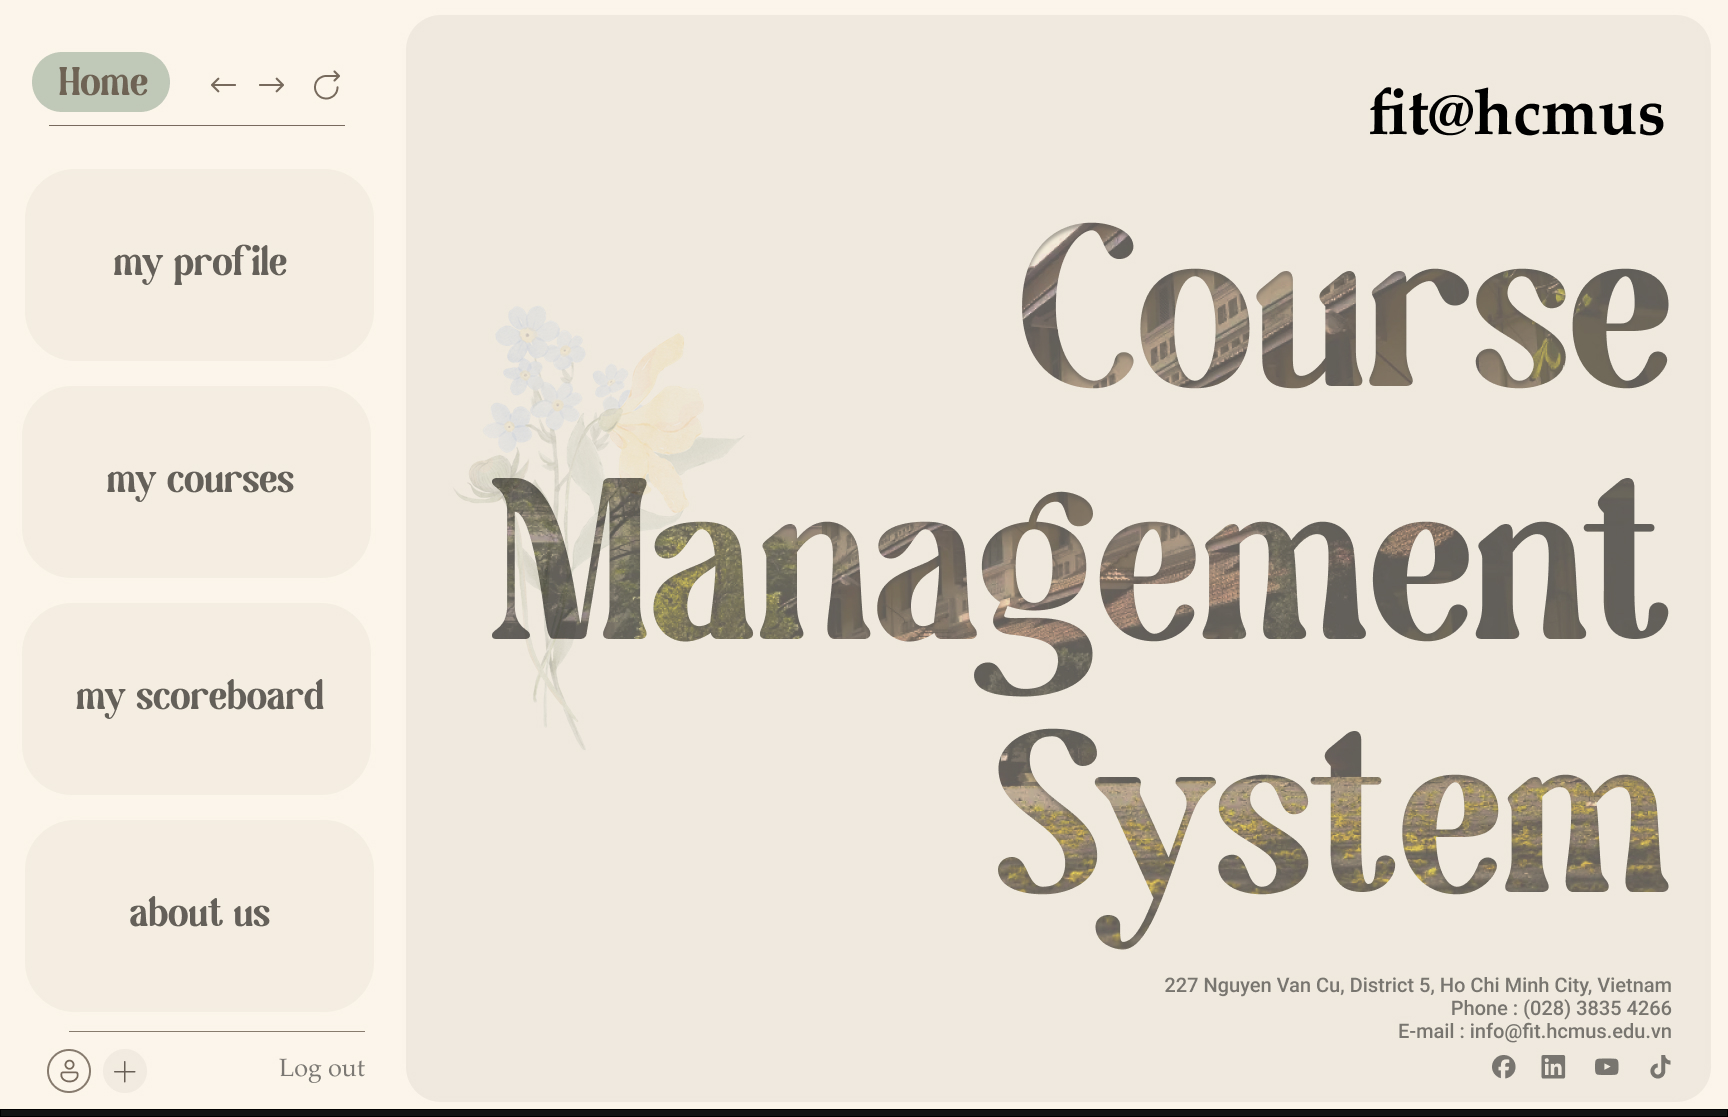 Home
my profile
my courses
my scoreboard
about us
Log out
fit@hcmus
Course
Management
System
227 Nguyen Van Cu, District 5, Ho Chi Minh City, Vietnam
Phone : (028) 3835 4266
E-mail : info@fit.hcmus.edu.vn